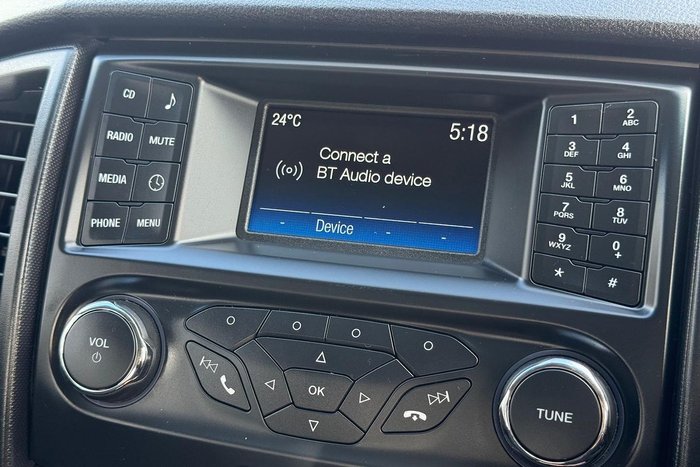 CD
RADIO
MUTE
MEDIA
PHONE
MENU
24°C
5:18
Connect a
BT Audio device
- Device - -
1
2
ABC
3
DEF
4
GHI
5
JKL
6
MNO
7
PQRS
8
TUV
9
WXYZ
0
+
*
#
VOL
OK
TUNE